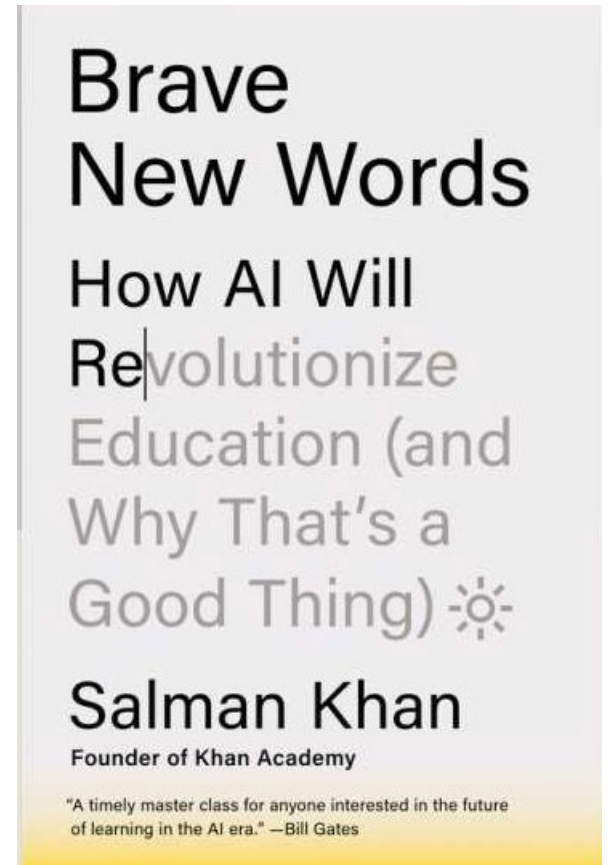 Brave
New Words
How AI Will
Revolutionize
Education (and
Why That's a
Good Thing)
Salman Khan
Founder of Khan Academy
"A timely master class for anyone interested in the future
of learning in the AI era." —Bill Gates